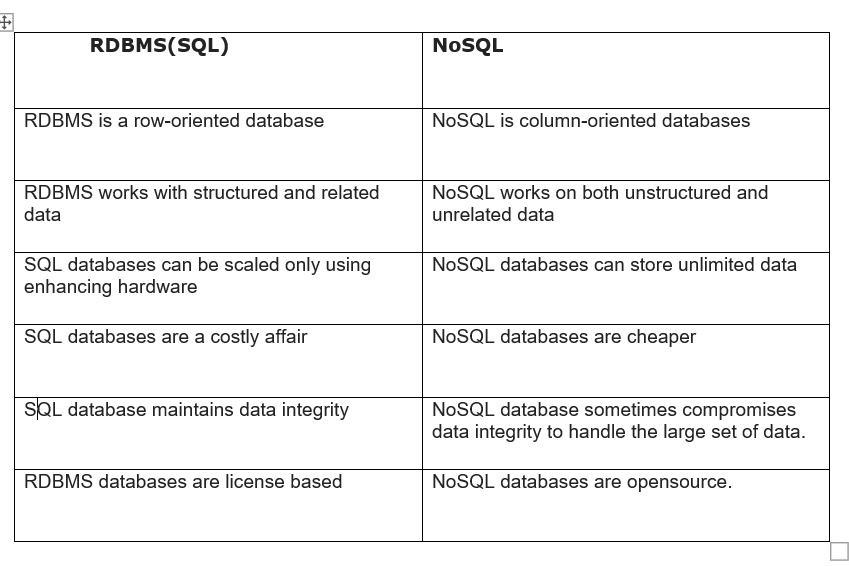 RDBMS(SQL)
NoSQL
RDBMS is a row-oriented database
NoSQL is column-oriented databases
RDBMS works with structured and related
data
NoSQL works on both unstructured and
unrelated data
SQL databases can be scaled only using
enhancing hardware
NoSQL databases can store unlimited data
SQL databases are a costly affair
NoSQL databases are cheaper
SQL database maintains data integrity
NoSQL database sometimes compromises
data integrity to handle the large set of data.
RDBMS databases are license based
NoSQL databases are opensource.